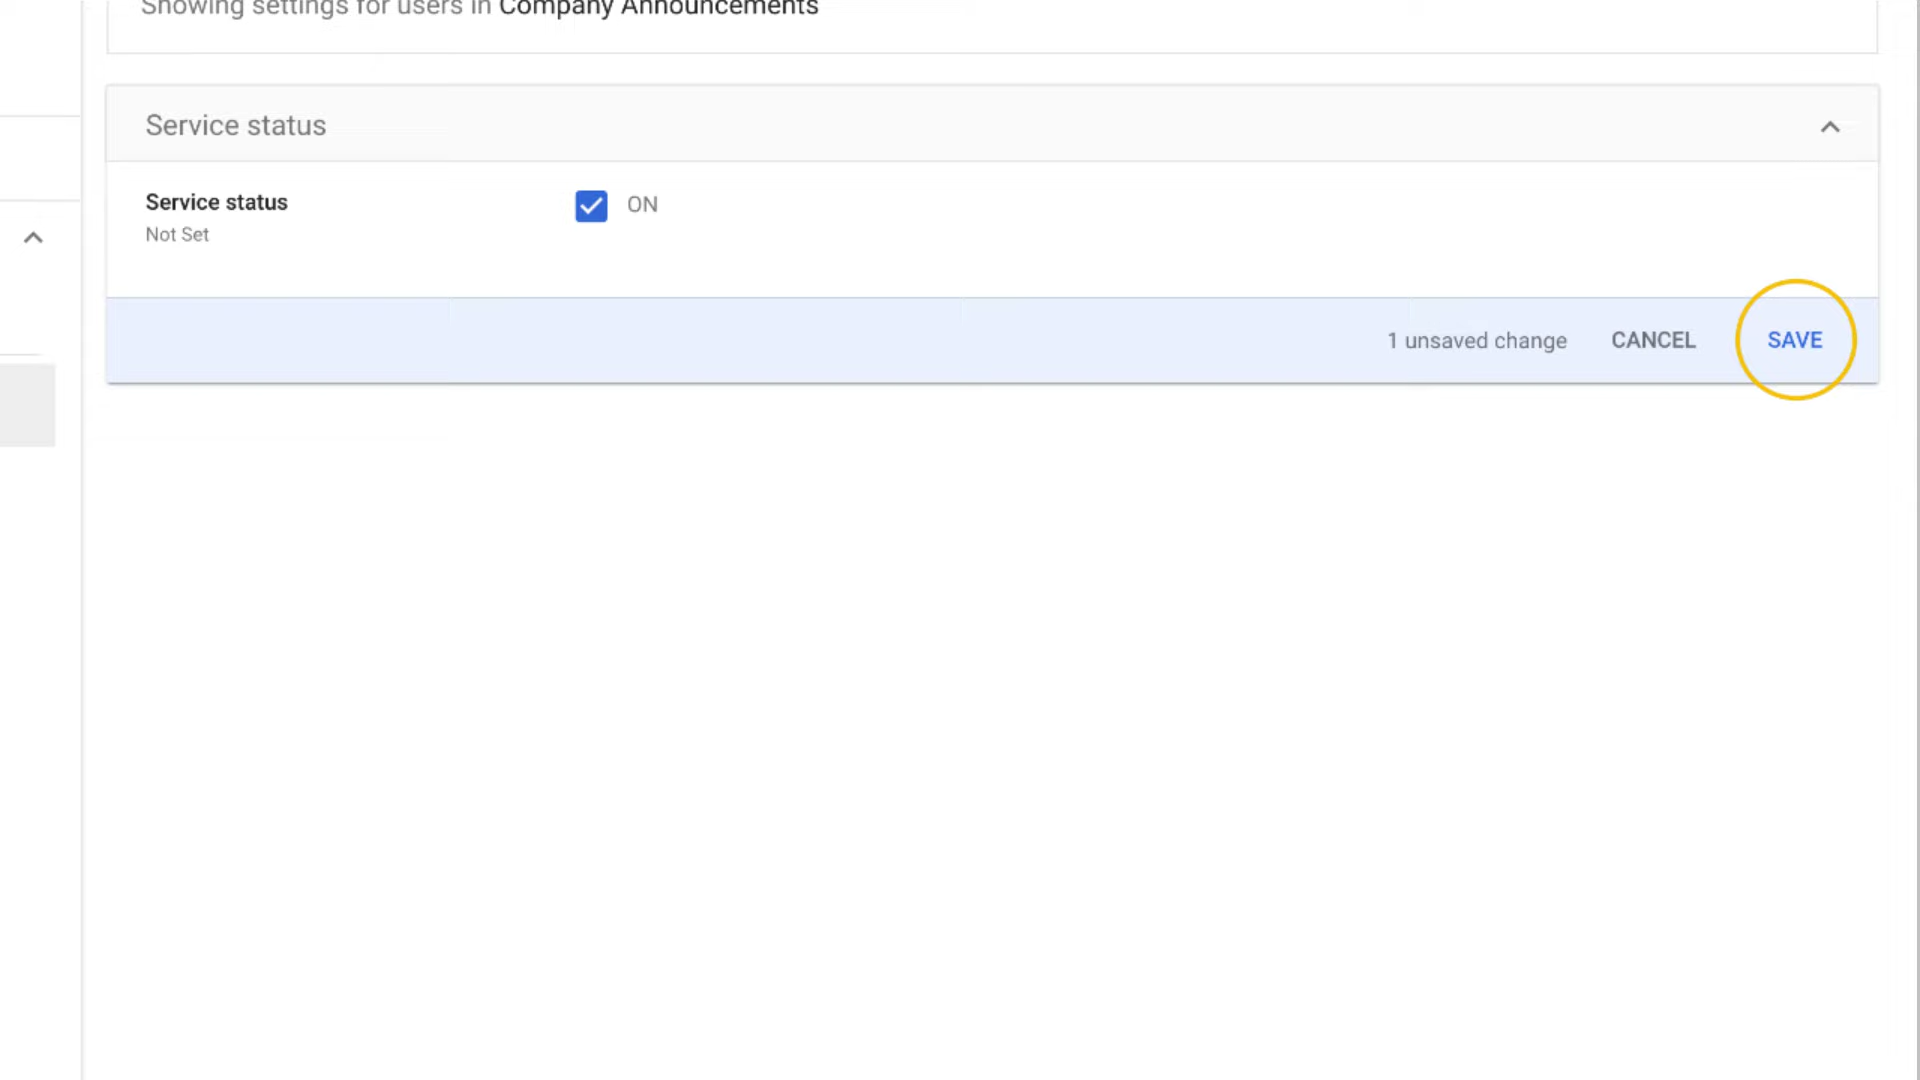 Showing settings for users in Company Announcements
Service status
Service status
ON
Not Set
1 unsaved change
CANCEL
SAVE